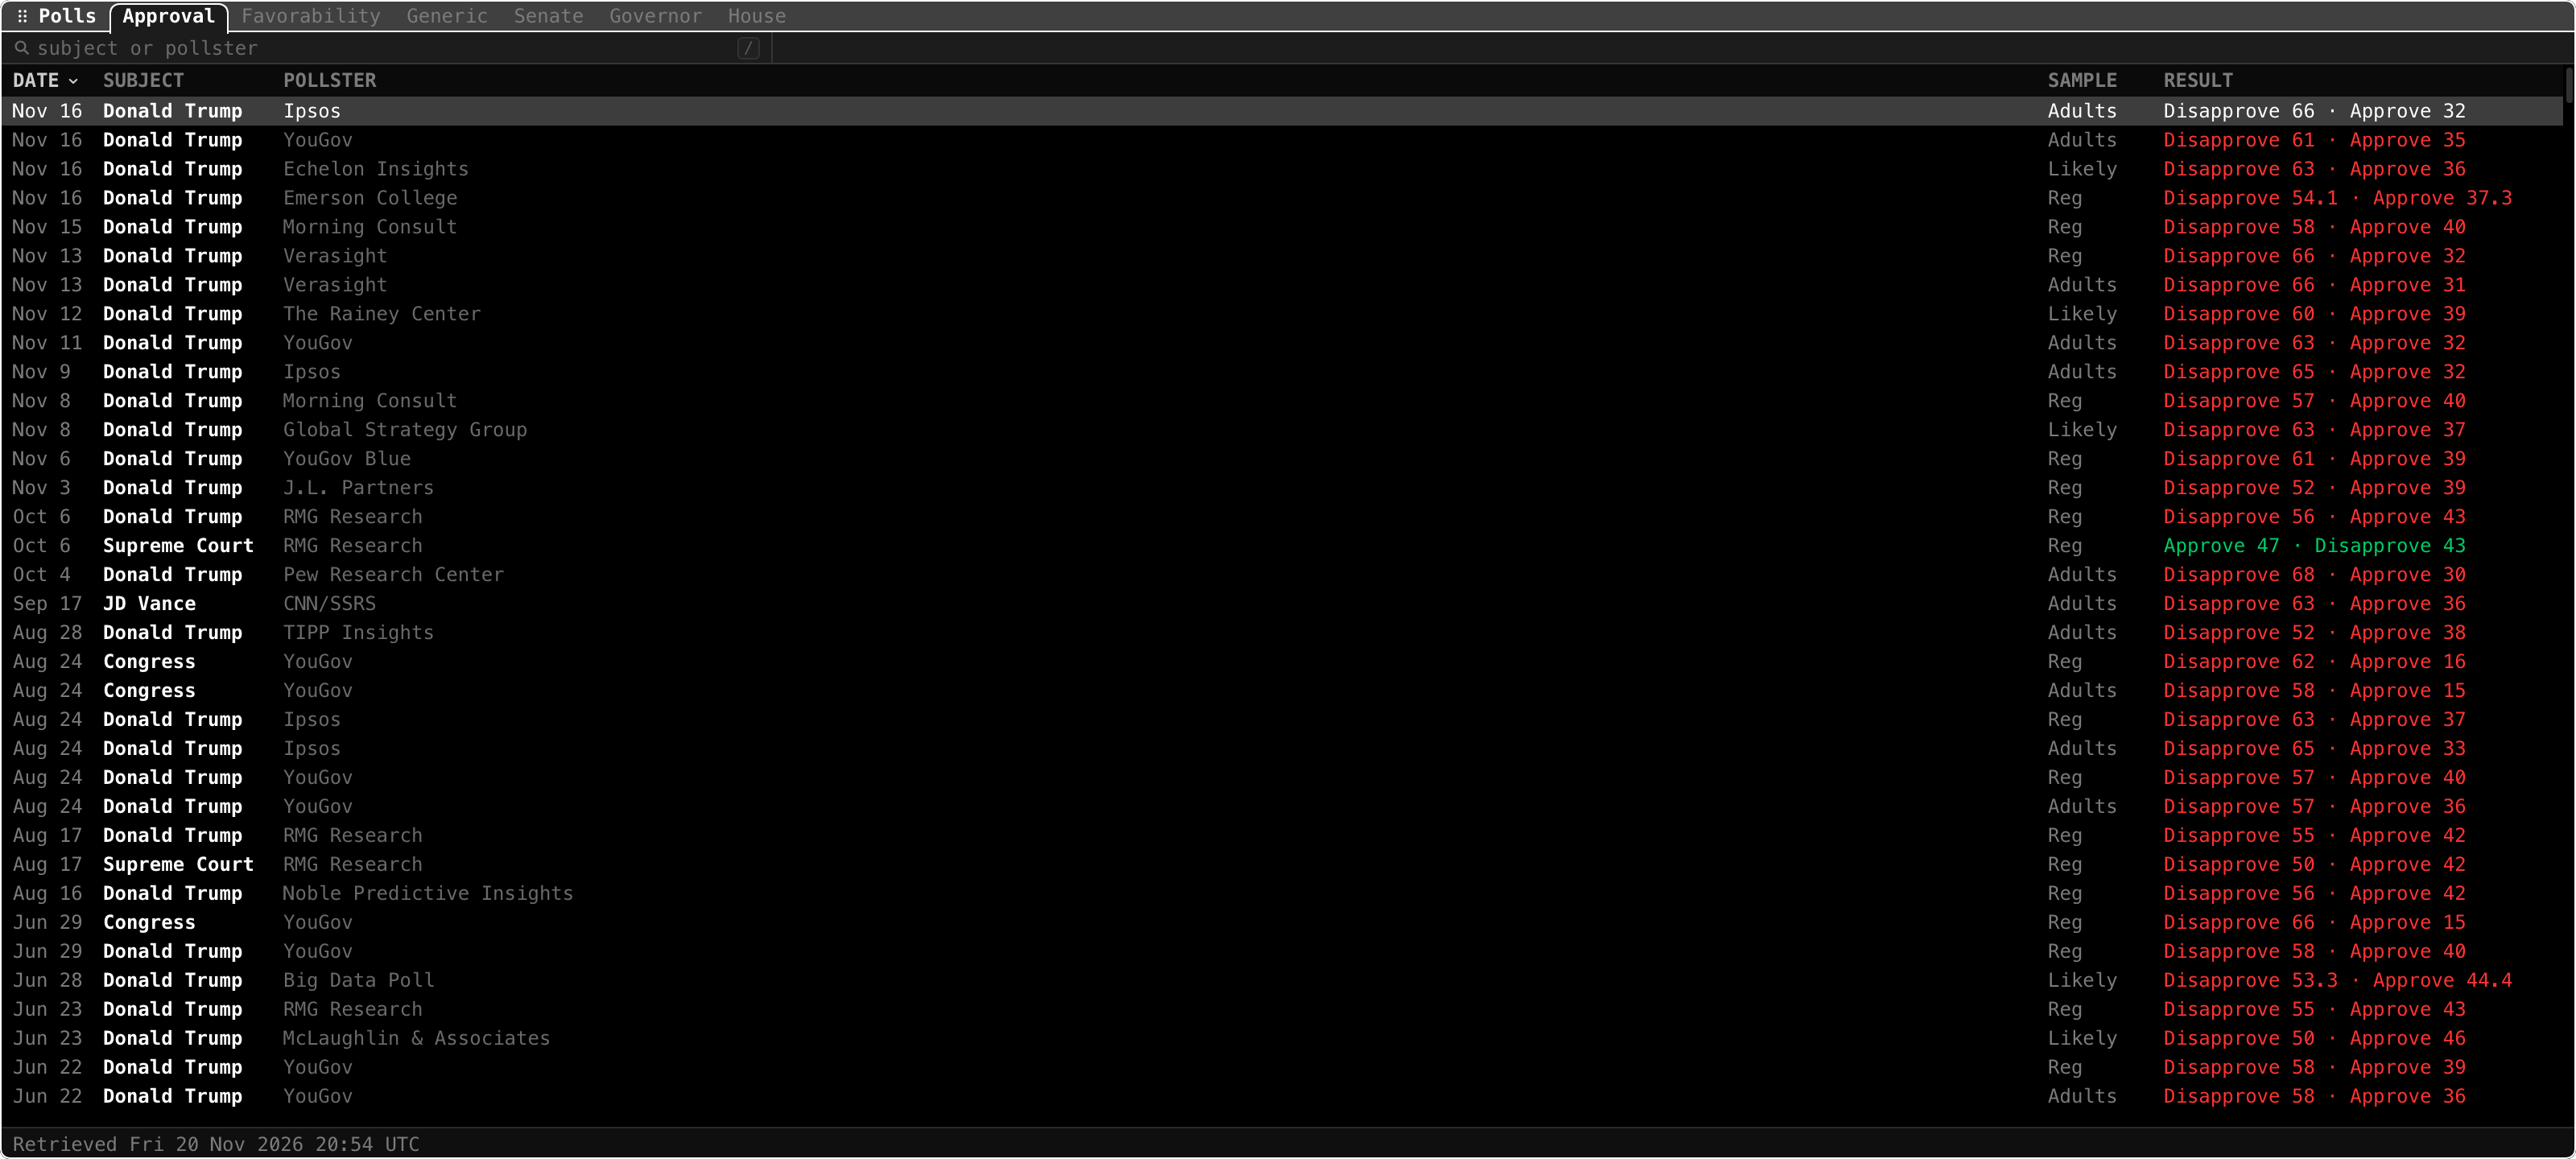 Polls Approval Favorability Generic Senate Governor House
subject or pollster /
DATE SUBJECT POLLSTER SAMPLE RESULT
Nov 16 Donald Trump Ipsos Adults Disapprove 66 · Approve 32
Nov 16 Donald Trump YouGov Adults Disapprove 61 · Approve 35
Nov 16 Donald Trump Echelon Insights Likely Disapprove 63 · Approve 36
Nov 16 Donald Trump Emerson College Reg Disapprove 54.1 · Approve 37.3
Nov 15 Donald Trump Morning Consult Reg Disapprove 58 · Approve 40
Nov 13 Donald Trump Verasight Reg Disapprove 66 · Approve 32
Nov 13 Donald Trump Verasight Adults Disapprove 66 · Approve 31
Nov 12 Donald Trump The Rainey Center Likely Disapprove 60 · Approve 39
Nov 11 Donald Trump YouGov Adults Disapprove 63 · Approve 32
Nov 9 Donald Trump Ipsos Adults Disapprove 65 · Approve 32
Nov 8 Donald Trump Morning Consult Reg Disapprove 57 · Approve 40
Nov 8 Donald Trump Global Strategy Group Likely Disapprove 63 · Approve 37
Nov 6 Donald Trump YouGov Blue Reg Disapprove 61 · Approve 39
Nov 3 Donald Trump J.L. Partners Reg Disapprove 52 · Approve 39
Oct 6 Donald Trump RMG Research Reg Disapprove 56 · Approve 43
Oct 6 Supreme Court RMG Research Reg Approve 47 · Disapprove 43
Oct 4 Donald Trump Pew Research Center Adults Disapprove 68 · Approve 30
Sep 17 JD Vance CNN/SSRS Adults Disapprove 63 · Approve 36
Aug 28 Donald Trump TIPP Insights Adults Disapprove 52 · Approve 38
Aug 24 Congress YouGov Reg Disapprove 62 · Approve 16
Aug 24 Congress YouGov Adults Disapprove 58 · Approve 15
Aug 24 Donald Trump Ipsos Reg Disapprove 63 · Approve 37
Aug 24 Donald Trump Ipsos Adults Disapprove 65 · Approve 33
Aug 24 Donald Trump YouGov Reg Disapprove 57 · Approve 40
Aug 24 Donald Trump YouGov Adults Disapprove 57 · Approve 36
Aug 17 Donald Trump RMG Research Reg Disapprove 55 · Approve 42
Aug 17 Supreme Court RMG Research Reg Disapprove 50 · Approve 42
Aug 16 Donald Trump Noble Predictive Insights Reg Disapprove 56 · Approve 42
Jun 29 Congress YouGov Reg Disapprove 66 · Approve 15
Jun 29 Donald Trump YouGov Reg Disapprove 58 · Approve 40
Jun 28 Donald Trump Big Data Poll Likely Disapprove 53.3 · Approve 44.4
Jun 23 Donald Trump RMG Research Reg Disapprove 55 · Approve 43
Jun 23 Donald Trump McLaughlin & Associates Likely Disapprove 50 · Approve 46
Jun 22 Donald Trump YouGov Reg Disapprove 58 · Approve 39
Jun 22 Donald Trump YouGov Adults Disapprove 58 · Approve 36
Retrieved Fri 20 Nov 2026 20:54 UTC